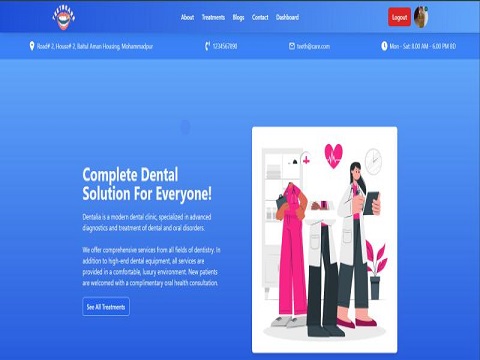 About Treatments Blogs Contact Dashboard
Logout
Road# 2, House# 2, Baitul Aman Housing, Mohammadpur
1234567890
teeth@care.com
Mon - Sat: 8.00 AM - 6.00 PM BD
Complete Dental
Solution For Everyone!
Dentalia is a modern dental clinic, specialized in advanced
diagnostics and treatment of dental and oral disorders.
We offer comprehensive services from all fields of dentistry. In
addition to high-end dental equipment, all services are
provided in a comfortable, luxury environment. New patients
are welcomed with a complimentary oral health consultation.
See All Treatments